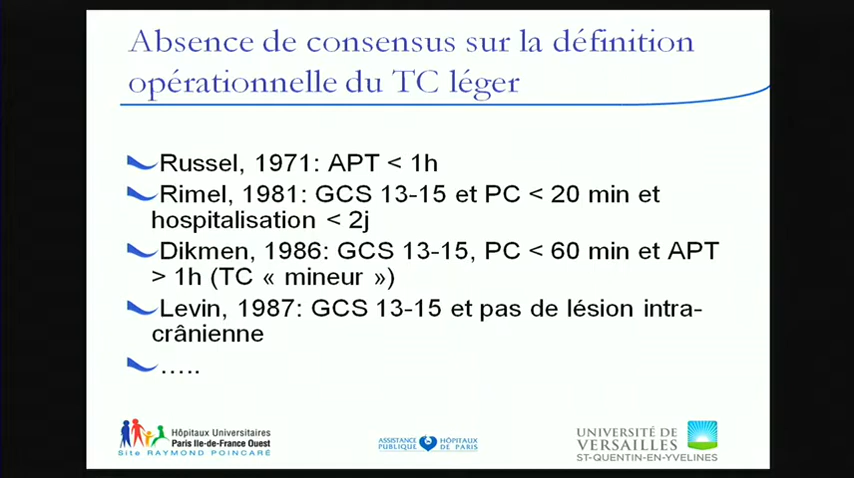 Absence de consensus sur la définition
opérationnelle du TC léger
Russel, 1971: APT < 1h
Rimel, 1981: GCS 13-15 et PC < 20 min et
hospitalisation < 2j
Dikmen, 1986: GCS 13-15, PC < 60 min et APT
> 1h (TC « mineur »)
Levin, 1987: GCS 13-15 et pas de lésion intra-
crânienne
.....
Hôpitaux Universitaires
Paris Ile-de-France Ouest
Site RAYMOND POINCARÉ
ASSISTANCE HÔPITAUX
PUBLIQUE DE PARIS
UNIVERSITÉ DE
VERSAILLES
ST-QUENTIN-EN-YVELINES